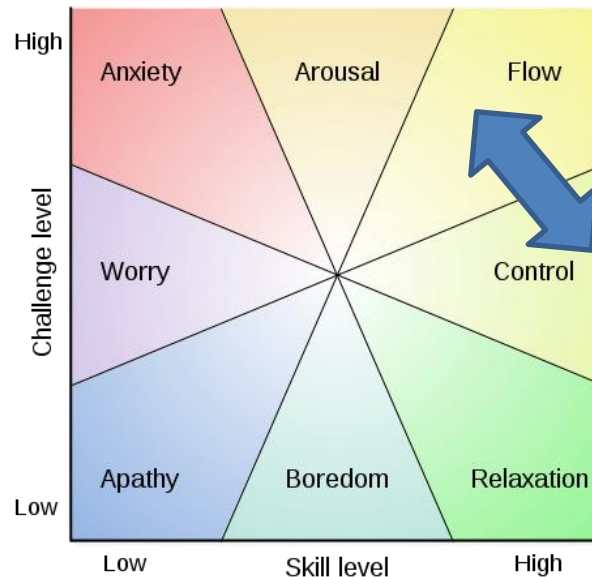 High
Anxiety
Arousal
Flow
Challenge level
Worry
Control
Apathy
Boredom
Relaxation
Low
Low
Skill level
High